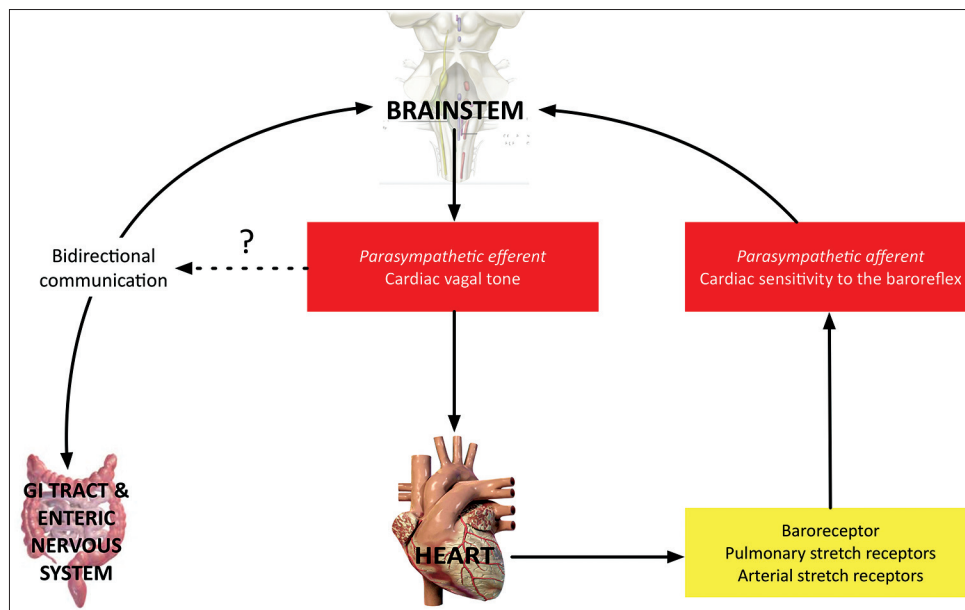 BRAINSTEM
?
Bidirectional
communication
Parasympathetic efferent
Cardiac vagal tone
Parasympathetic afferent
Cardiac sensitivity to the baroreflex
GI TRACT &
ENTERIC
NERVOUS
SYSTEM
HEART
Baroreceptor
Pulmonary stretch receptors
Arterial stretch receptors